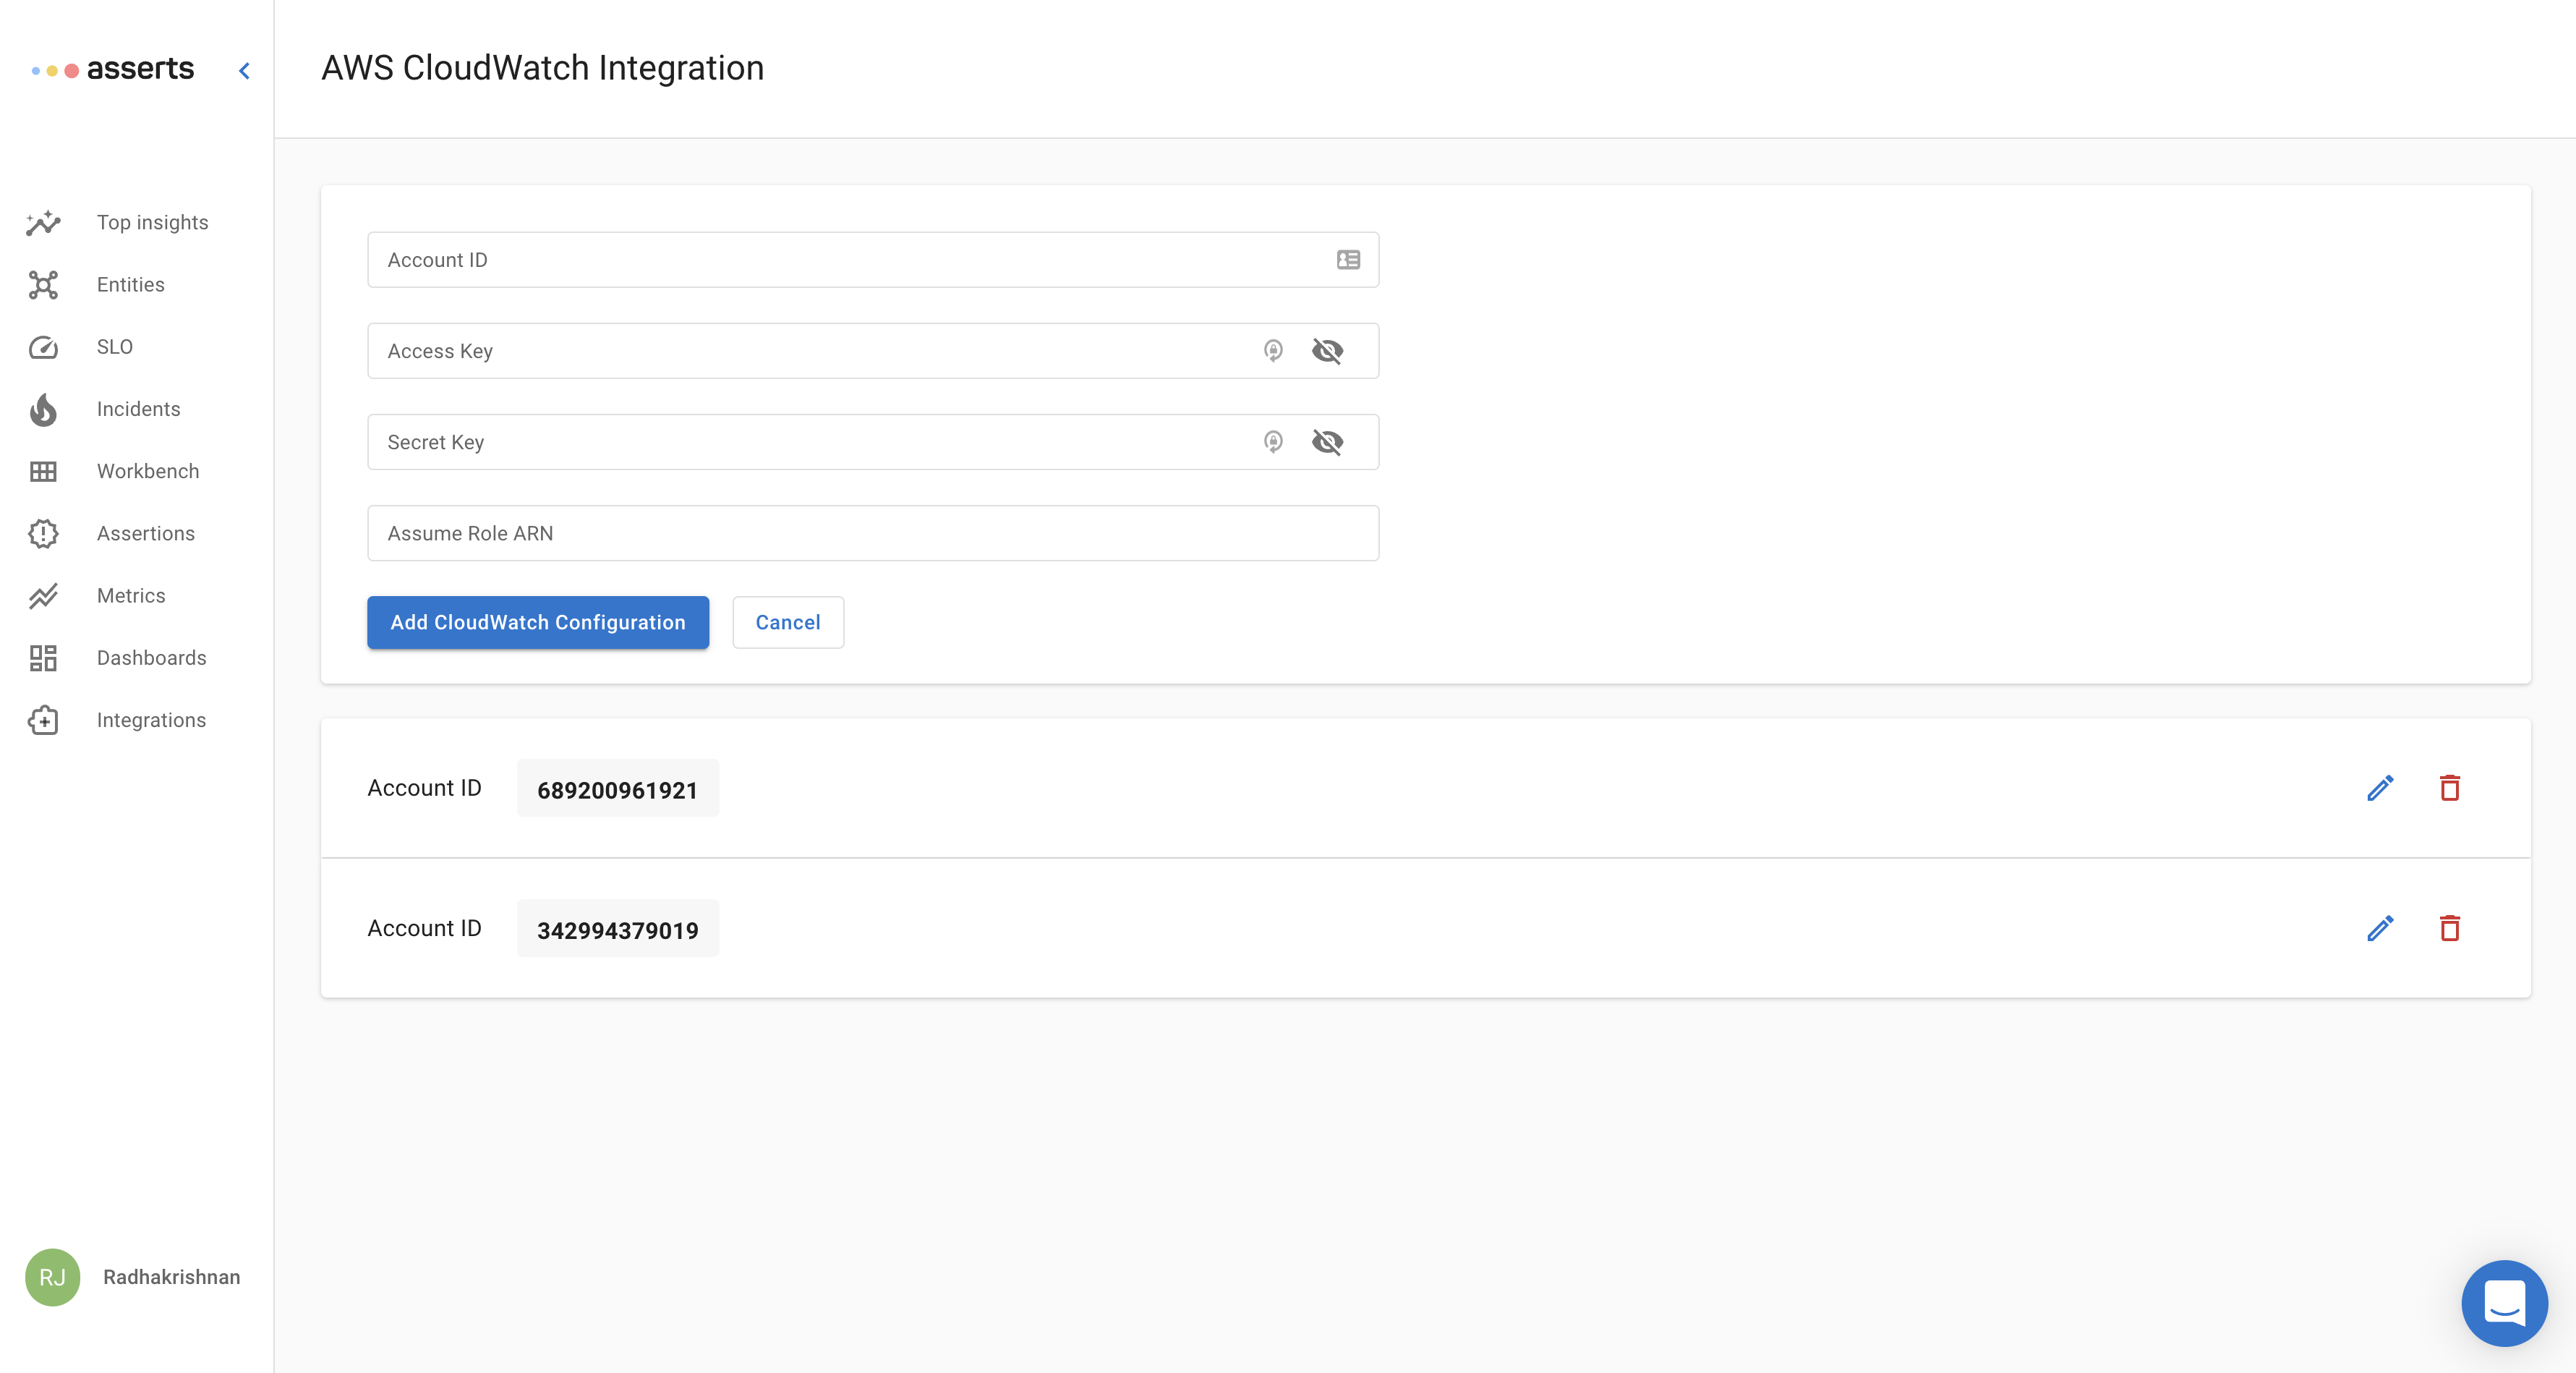 asserts
AWS CloudWatch Integration
Top insights
Entities
SLO
Incidents
Workbench
Assertions
Metrics
Dashboards
Integrations
Account ID
Access Key
Secret Key
Assume Role ARN
Add CloudWatch Configuration
Cancel
Account ID 689200961921
Account ID 342994379019
RJ Radhakrishnan